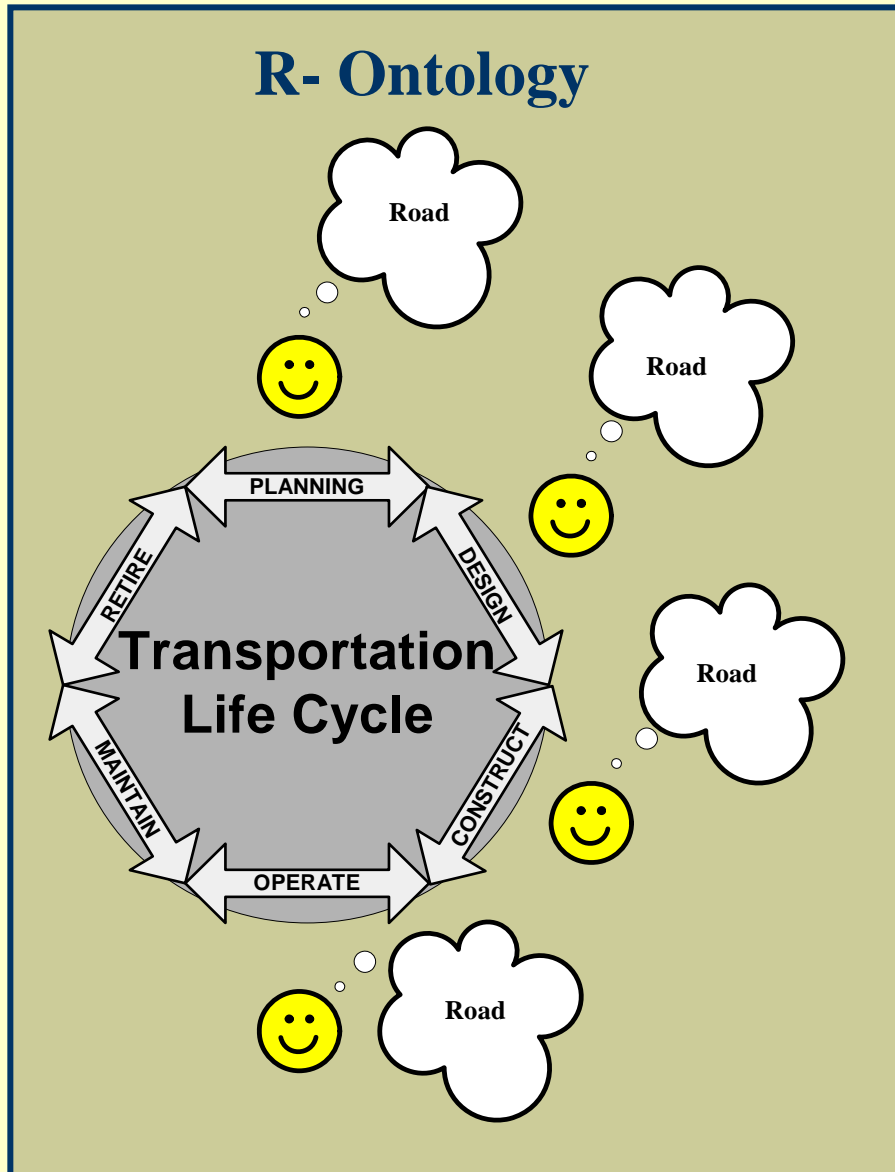 R- Ontology
Road
Road
PLANNING
RETIRE
DESIGN
Transportation
Life Cycle
Road
MAINTAIN
CONSTRUCT
OPERATE
Road